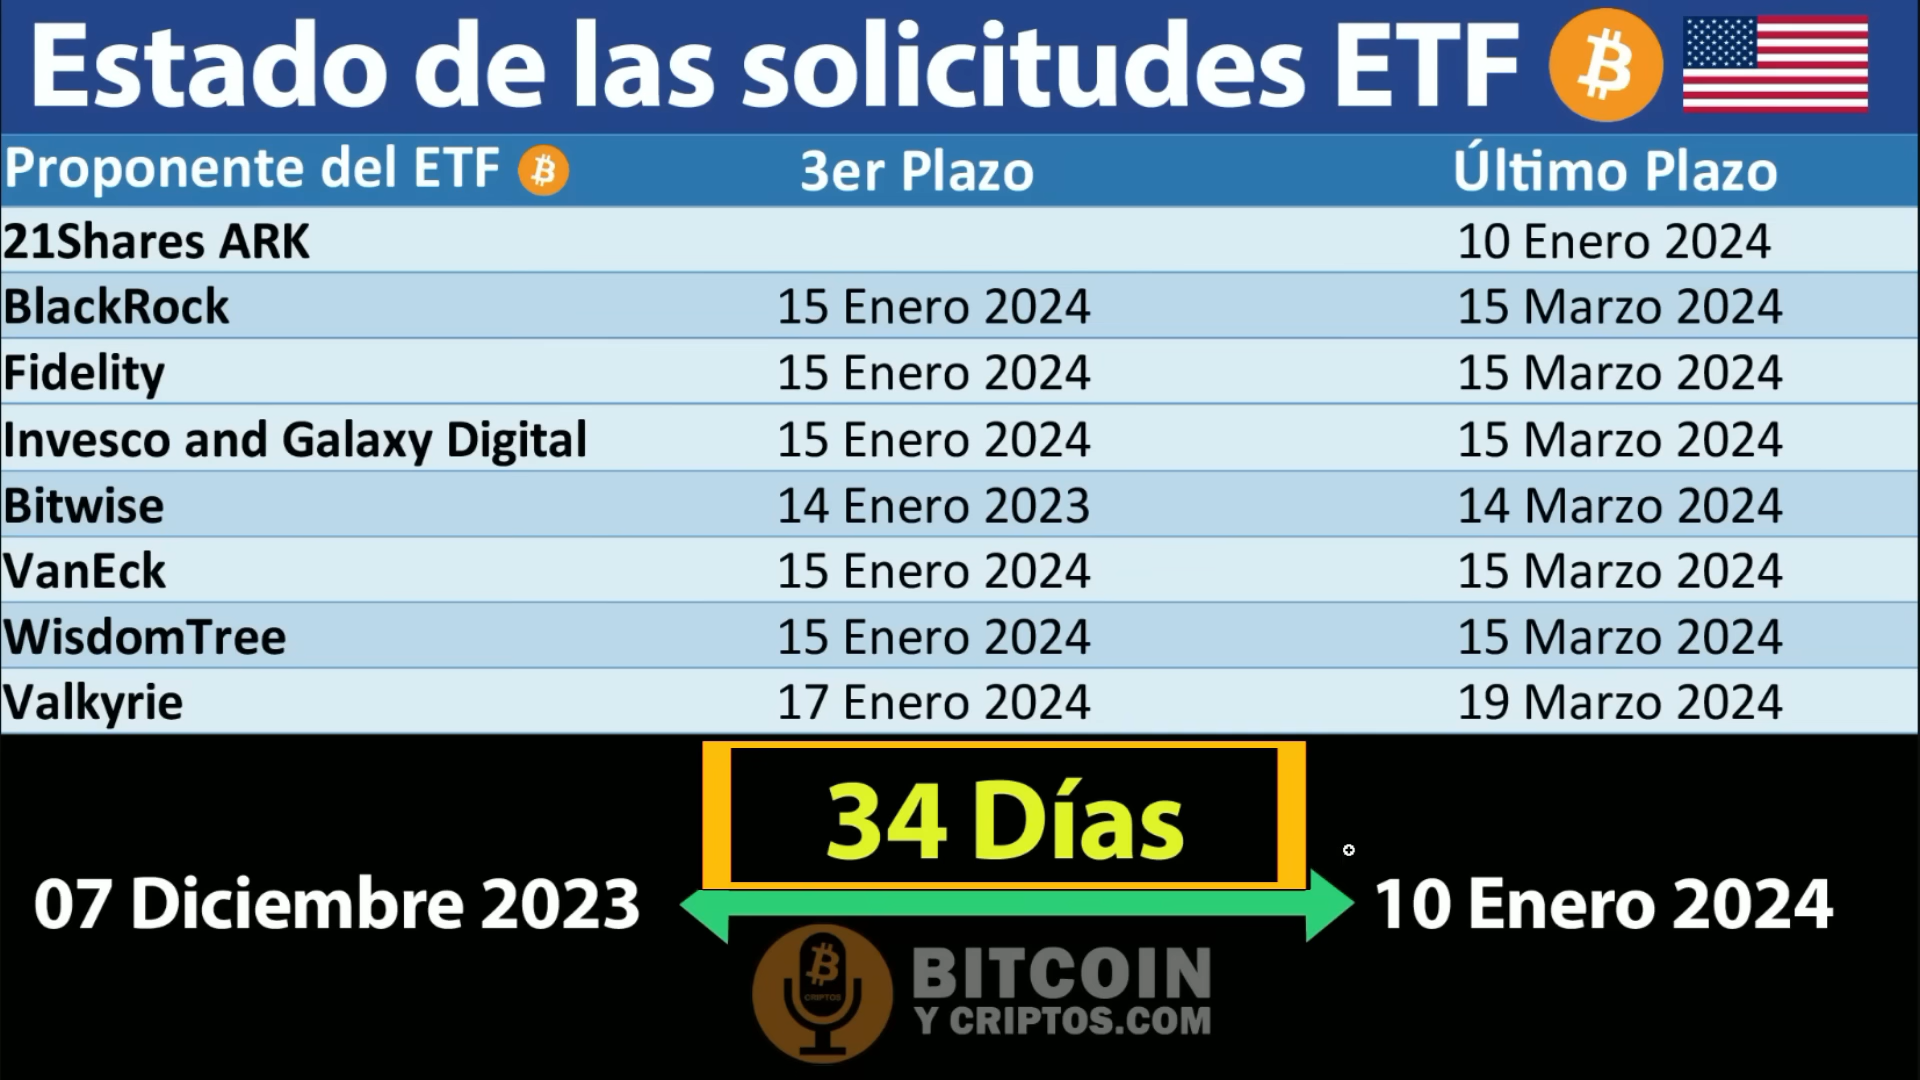 Estado de las solicitudes ETF
Proponente del ETF 3er Plazo Último Plazo
21Shares ARK 10 Enero 2024
BlackRock 15 Enero 2024 15 Marzo 2024
Fidelity 15 Enero 2024 15 Marzo 2024
Invesco and Galaxy Digital 15 Enero 2024 15 Marzo 2024
Bitwise 14 Enero 2023 14 Marzo 2024
VanEck 15 Enero 2024 15 Marzo 2024
WisdomTree 15 Enero 2024 15 Marzo 2024
Valkyrie 17 Enero 2024 19 Marzo 2024
34 Días
07 Diciembre 2023 10 Enero 2024
CRIPTOS
BITCOIN
Y CRIPTOS.COM